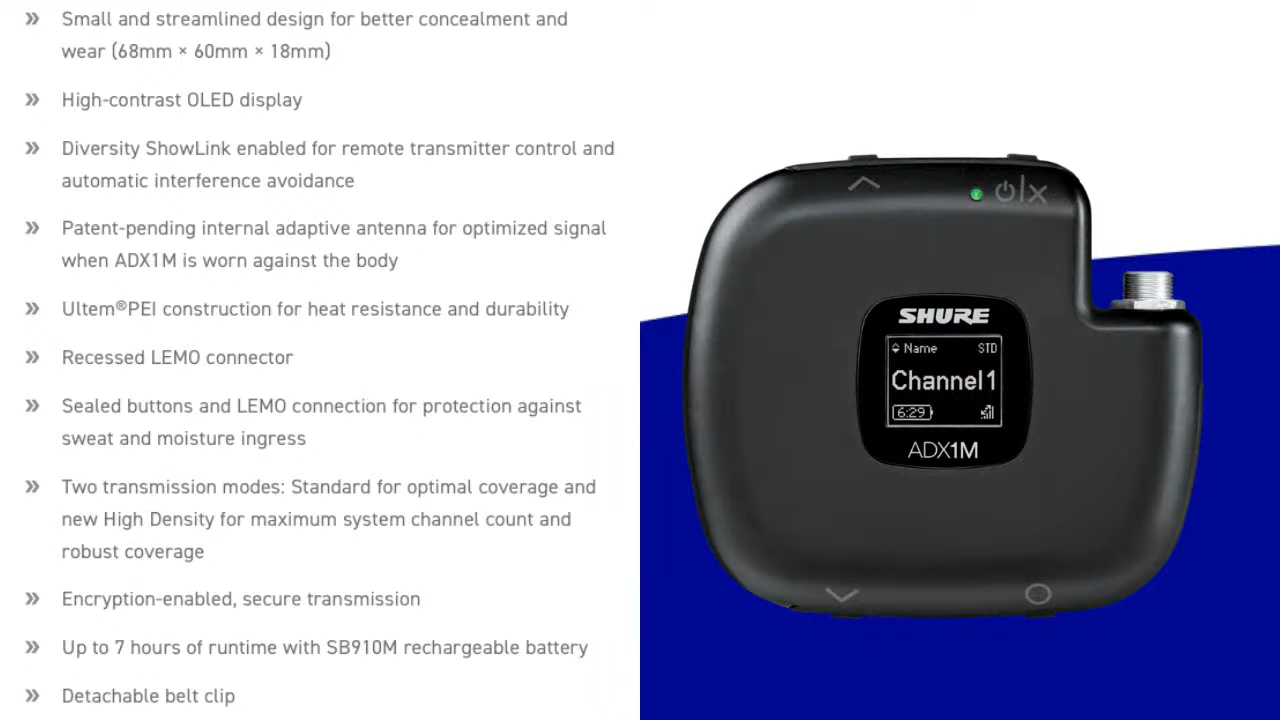 » Small and streamlined design for better concealment and
wear (68mm × 60mm × 18mm)
» High-contrast OLED display
» Diversity ShowLink enabled for remote transmitter control and
automatic interference avoidance
» Patent-pending internal adaptive antenna for optimized signal
when ADX1M is worn against the body
» Ultem®PEI construction for heat resistance and durability
» Recessed LEMO connector
» Sealed buttons and LEMO connection for protection against
sweat and moisture ingress
» Two transmission modes: Standard for optimal coverage and
new High Density for maximum system channel count and
robust coverage
» Encryption-enabled, secure transmission
» Up to 7 hours of runtime with SB910M rechargeable battery
» Detachable belt clip
SHURE
Name STD
Channel1
6:29
ADX1M